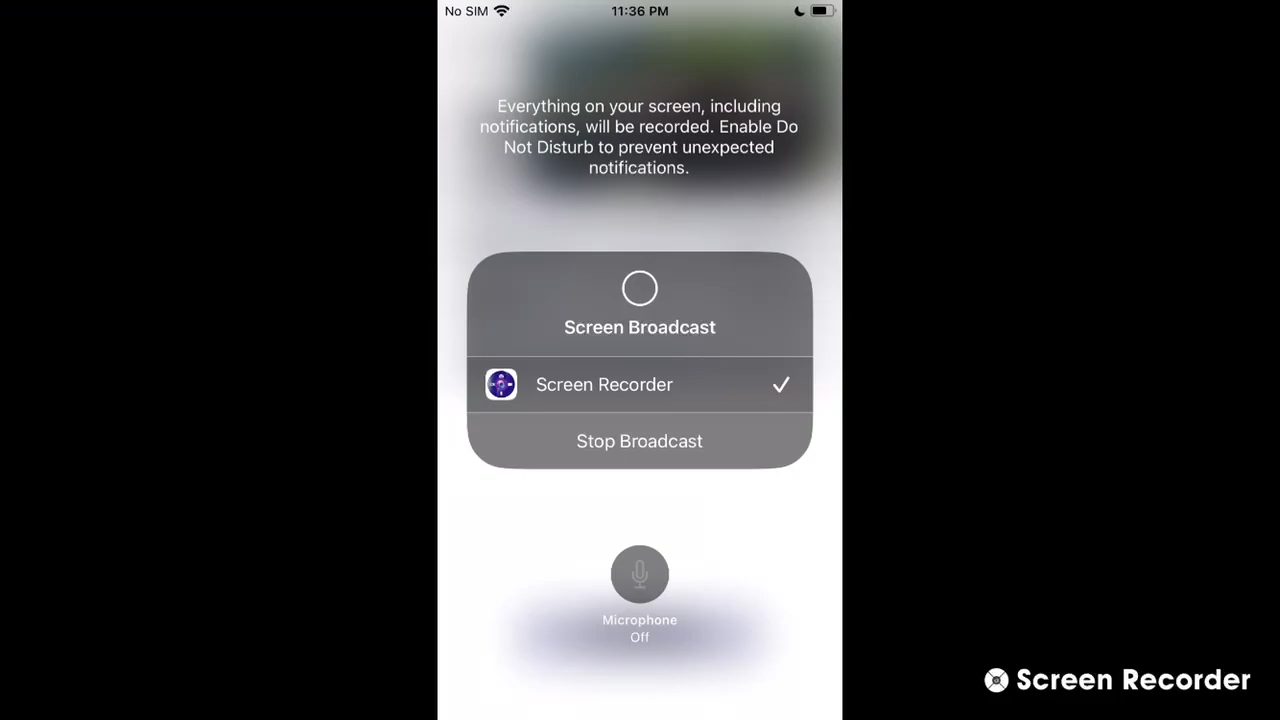 No SIM
11:36 PM
Everything on your screen, including
notifications, will be recorded. Enable Do
Not Disturb to prevent unexpected
notifications.
Screen Broadcast
Screen Recorder
Stop Broadcast
Microphone
Off
Screen Recorder